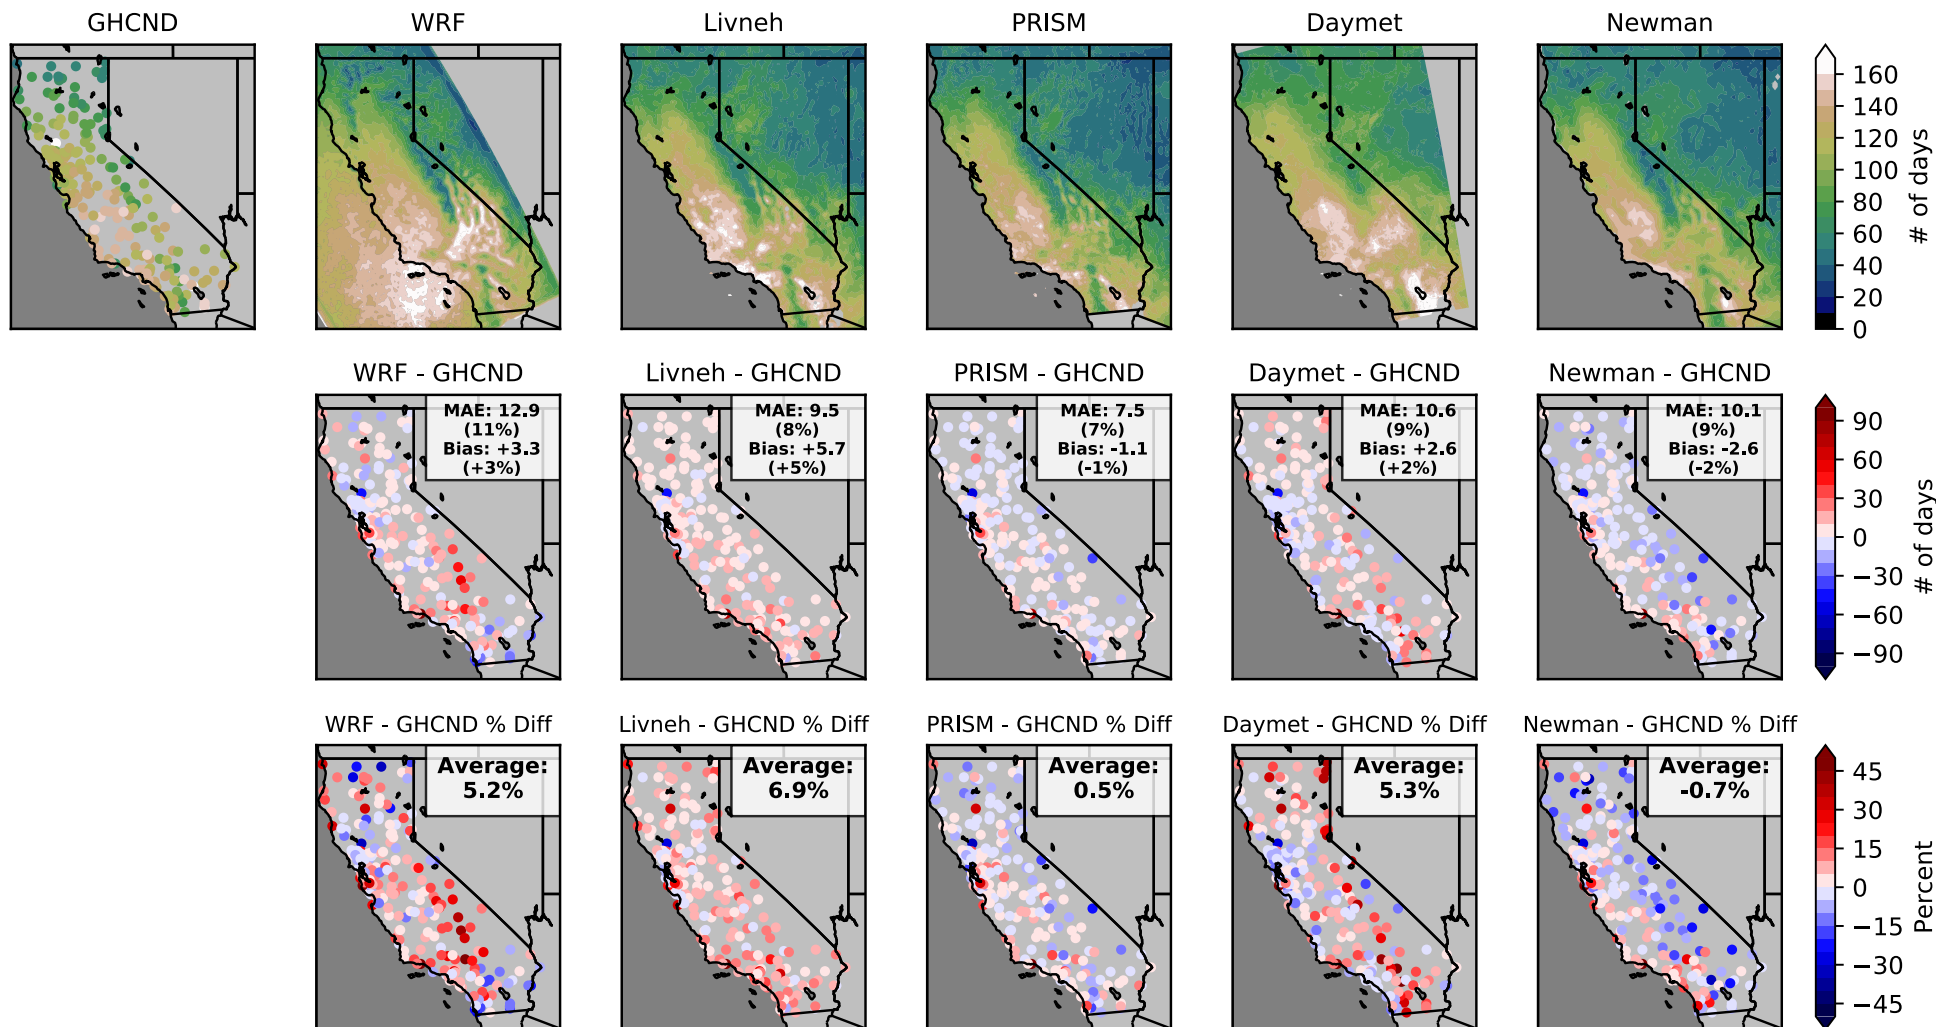 GHCND
WRF
Livneh
PRISM
Daymet
Newman
160
140
120
100
80
60
40
20
0
# of days
WRF - GHCND
Livneh - GHCND
PRISM - GHCND
Daymet - GHCND
Newman - GHCND
MAE: 12.9
(11%)
Bias: +3.3
(+3%)
MAE: 9.5
(8%)
Bias: +5.7
(+5%)
MAE: 7.5
(7%)
Bias: -1.1
(-1%)
MAE: 10.6
(9%)
Bias: +2.6
(+2%)
MAE: 10.1
(9%)
Bias: -2.6
(-2%)
90
60
30
0
−30
−60
−90
# of days
WRF - GHCND % Diff
Livneh - GHCND % Diff
PRISM - GHCND % Diff
Daymet - GHCND % Diff
Newman - GHCND % Diff
Average:
5.2%
Average:
6.9%
Average:
0.5%
Average:
5.3%
Average:
-0.7%
45
30
15
0
−15
−30
−45
Percent